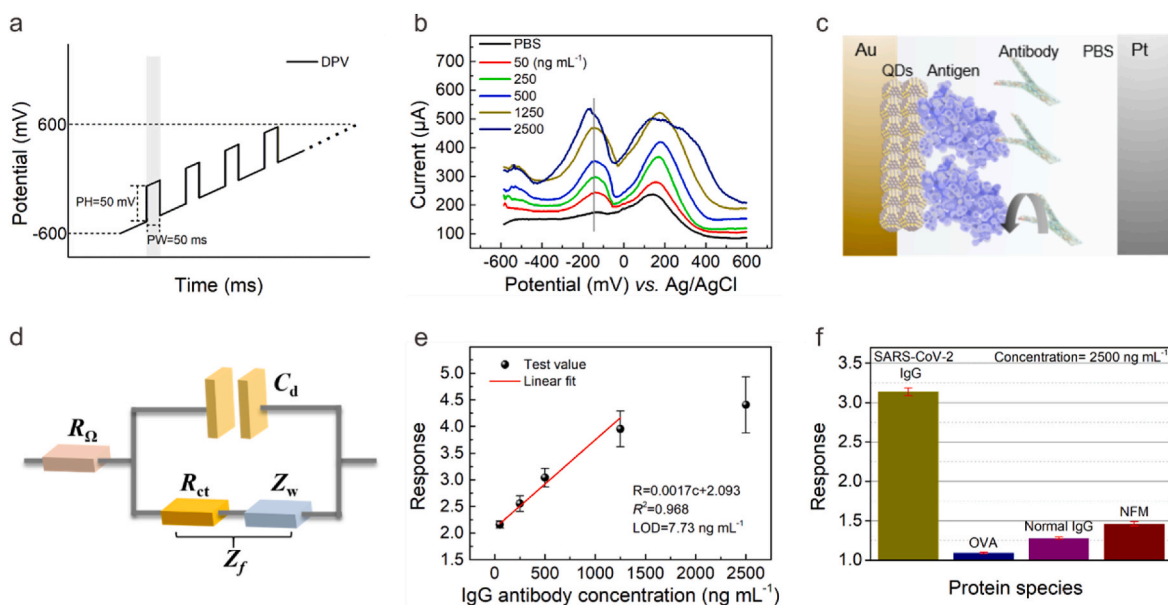 a
Potential (mV)
600
-600
DPV
PH=50 mV
PW=50 ms
Time (ms)
b
Current (µA)
700
600
500
400
300
200
100
PBS
50 (ng mL⁻¹)
250
500
1250
2500
-600 -400 -200 0 200 400 600
Potential (mV) vs. Ag/AgCl
c
Au
QDs
Antigen
Antibody
PBS
Pt
d
R_Ω
C_d
R_ct
Z_w
Z_f
e
Response
5.0
4.5
4.0
3.5
3.0
2.5
2.0
1.5
Test value
Linear fit
R=0.0017c+2.093
R²=0.968
LOD=7.73 ng mL⁻¹
0 500 1000 1500 2000 2500
IgG antibody concentration (ng mL⁻¹)
f
Response
3.5
3.0
2.5
2.0
1.5
1.0
SARS-CoV-2
IgG
Concentration= 2500 ng mL⁻¹
OVA
Normal IgG
NFM
Protein species